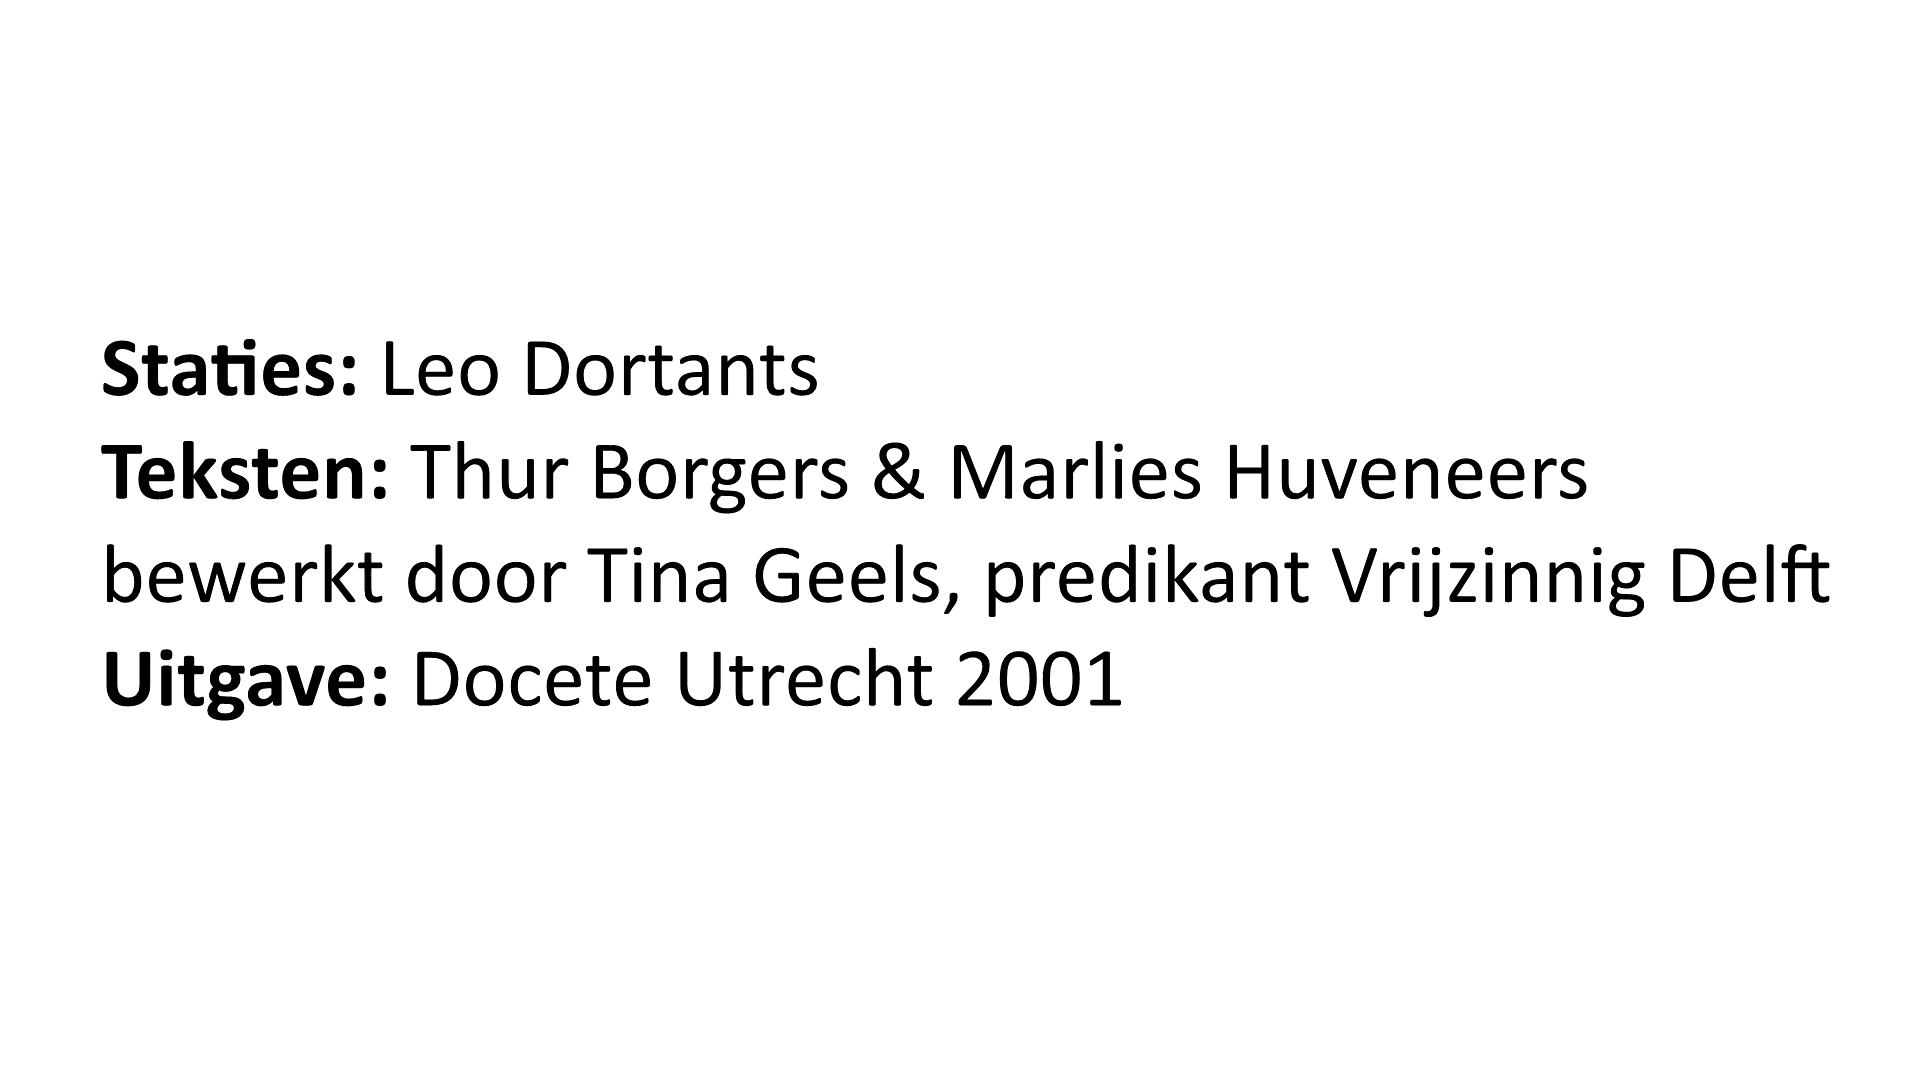 Staties: Leo Dortants
Teksten: Thur Borgers & Marlies Huveneers
bewerkt door Tina Geels, predikant Vrijzinnig Delft
Uitgave: Docete Utrecht 2001